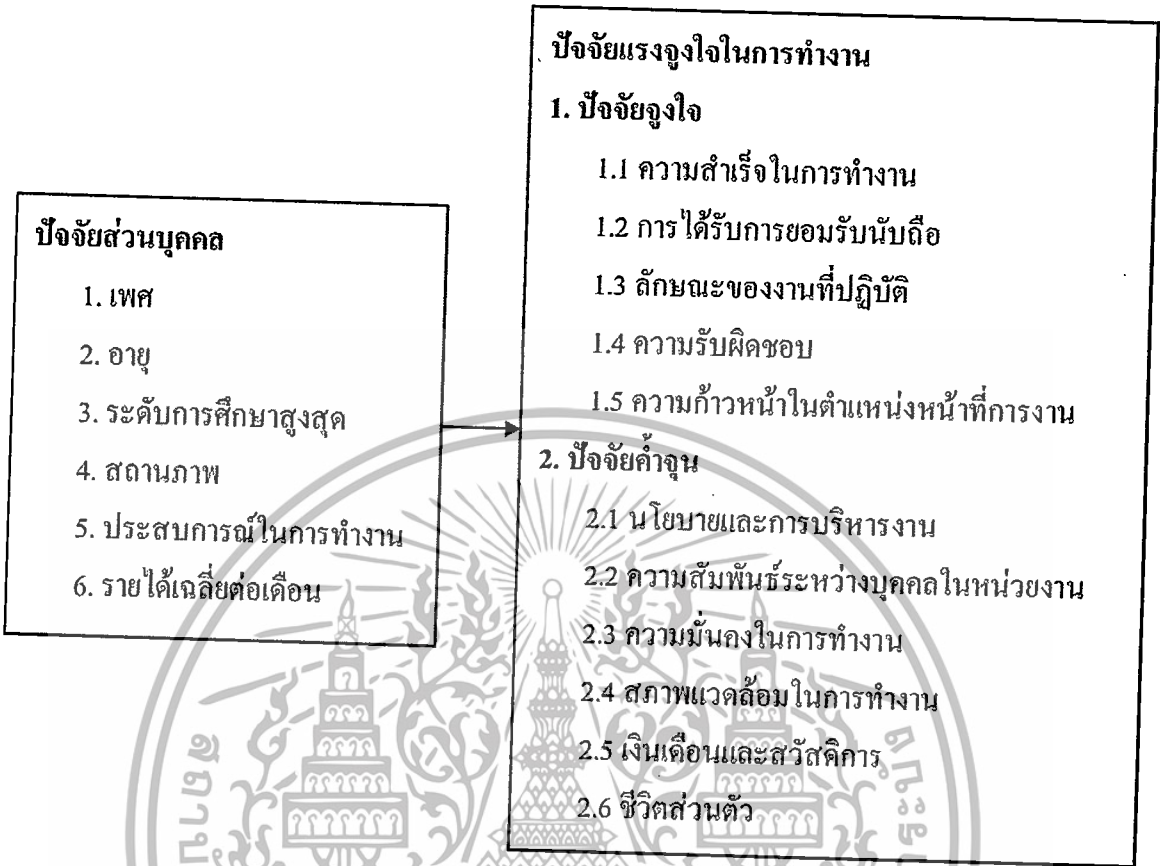 ปัจจัยส่วนบุคคล
1. เพศ
2. อายุ
3. ระดับการศึกษาสูงสุด
4. สถานภาพ
5. ประสบการณ์ในการทำงาน
6. รายได้เฉลี่ยต่อเดือน
ปัจจัยแรงจูงใจในการทำงาน
1. ปัจจัยจูงใจ
1.1 ความสำเร็จในการทำงาน
1.2 การได้รับการยอมรับนับถือ
1.3 ลักษณะของงานที่ปฏิบัติ
1.4 ความรับผิดชอบ
1.5 ความก้าวหน้าในตำแหน่งหน้าที่การงาน
2. ปัจจัยค้ำจุน
2.1 นโยบายและการบริหารงาน
2.2 ความสัมพันธ์ระหว่างบุคคลในหน่วยงาน
2.3 ความมั่นคงในการทำงาน
2.4 สภาพแวดล้อมในการทำงาน
2.5 เงินเดือนและสวัสดิการ
2.6 ชีวิตส่วนตัว